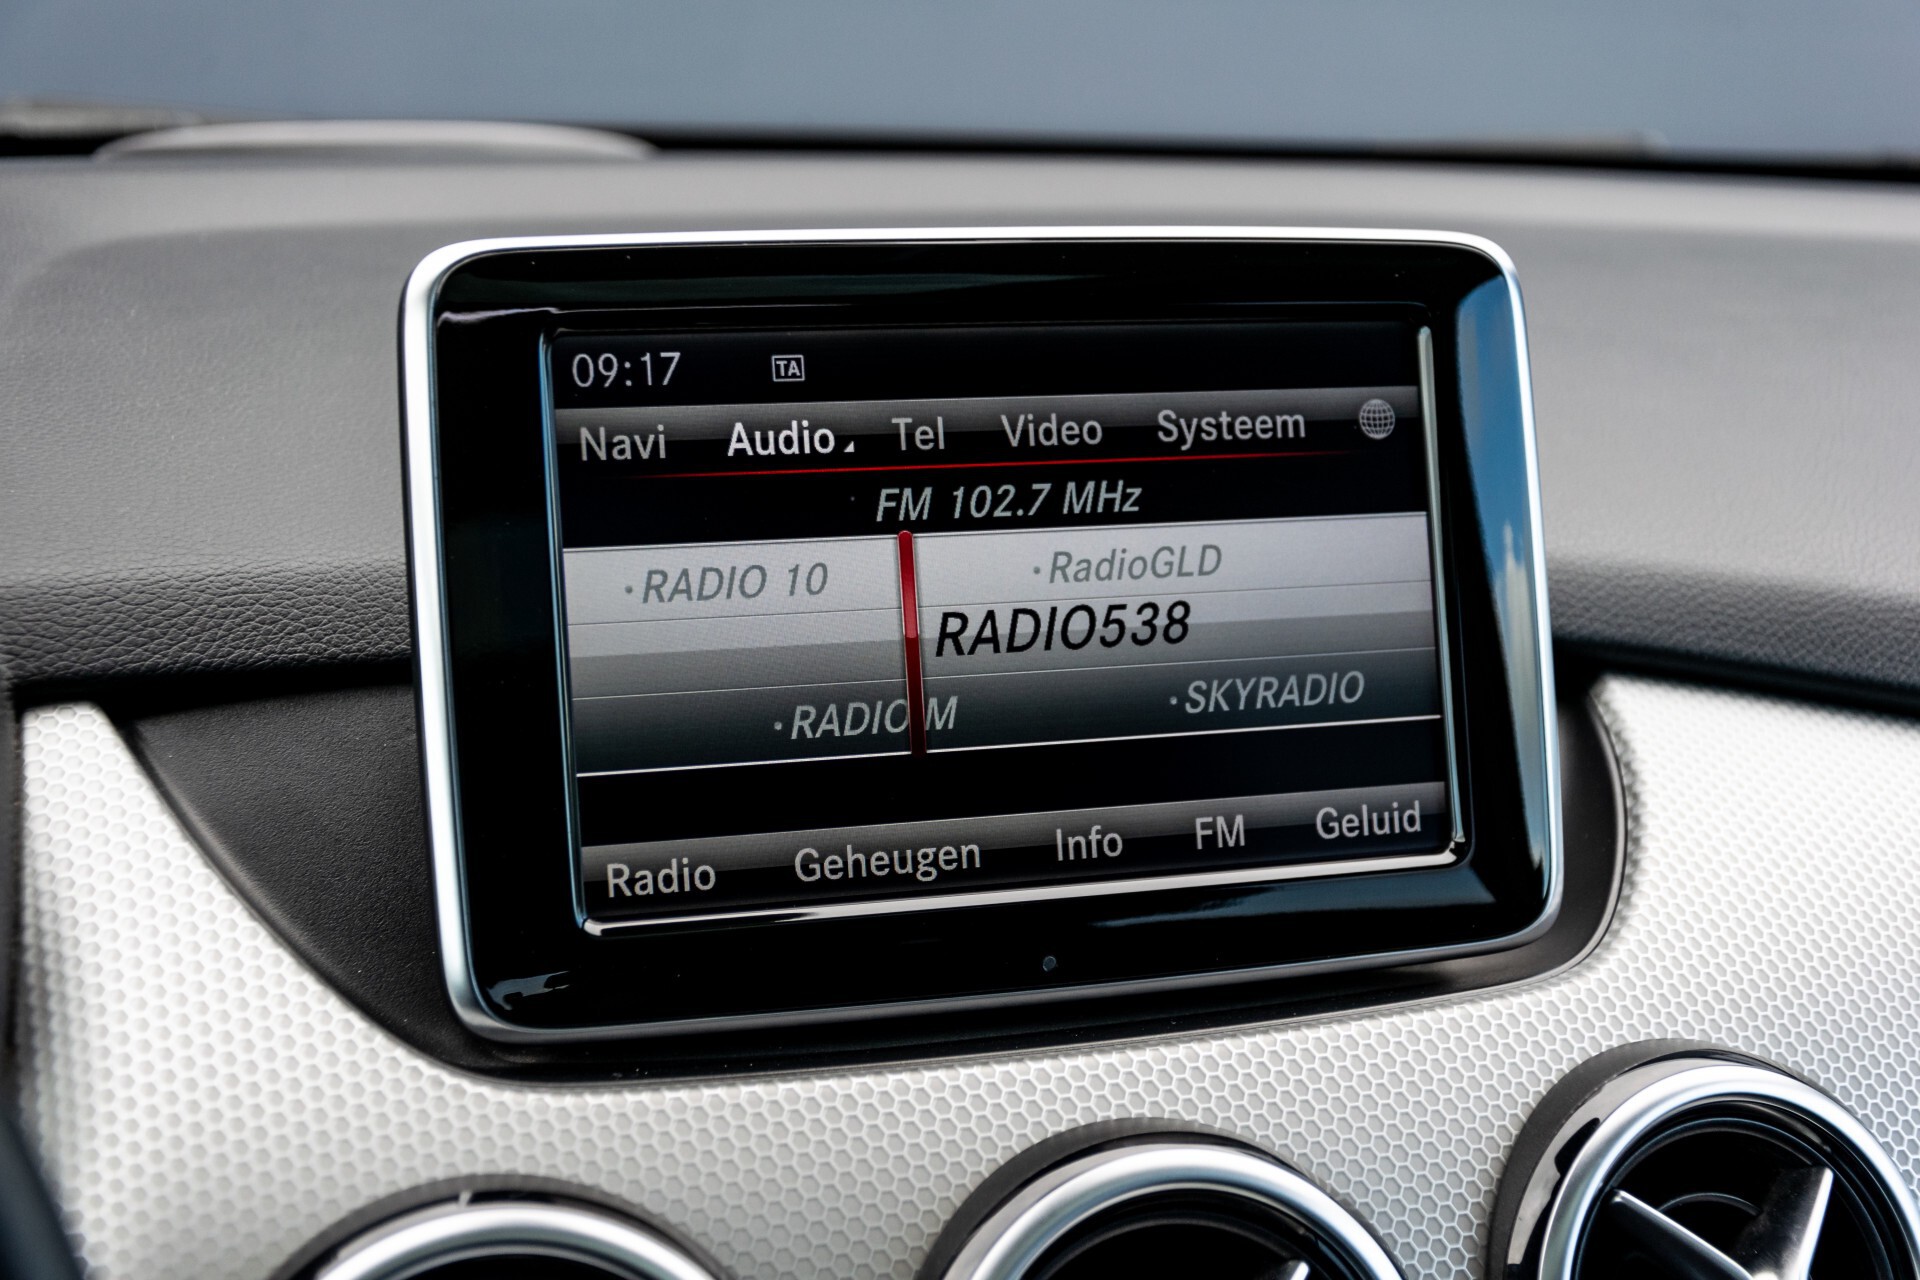 09:17 TA
Navi Audio Tel Video Systeem
FM 102.7 MHz
·RADIO 10 ·RadioGLD
RADIO538
·RADIO M ·SKYRADIO
Radio Geheugen Info FM Geluid